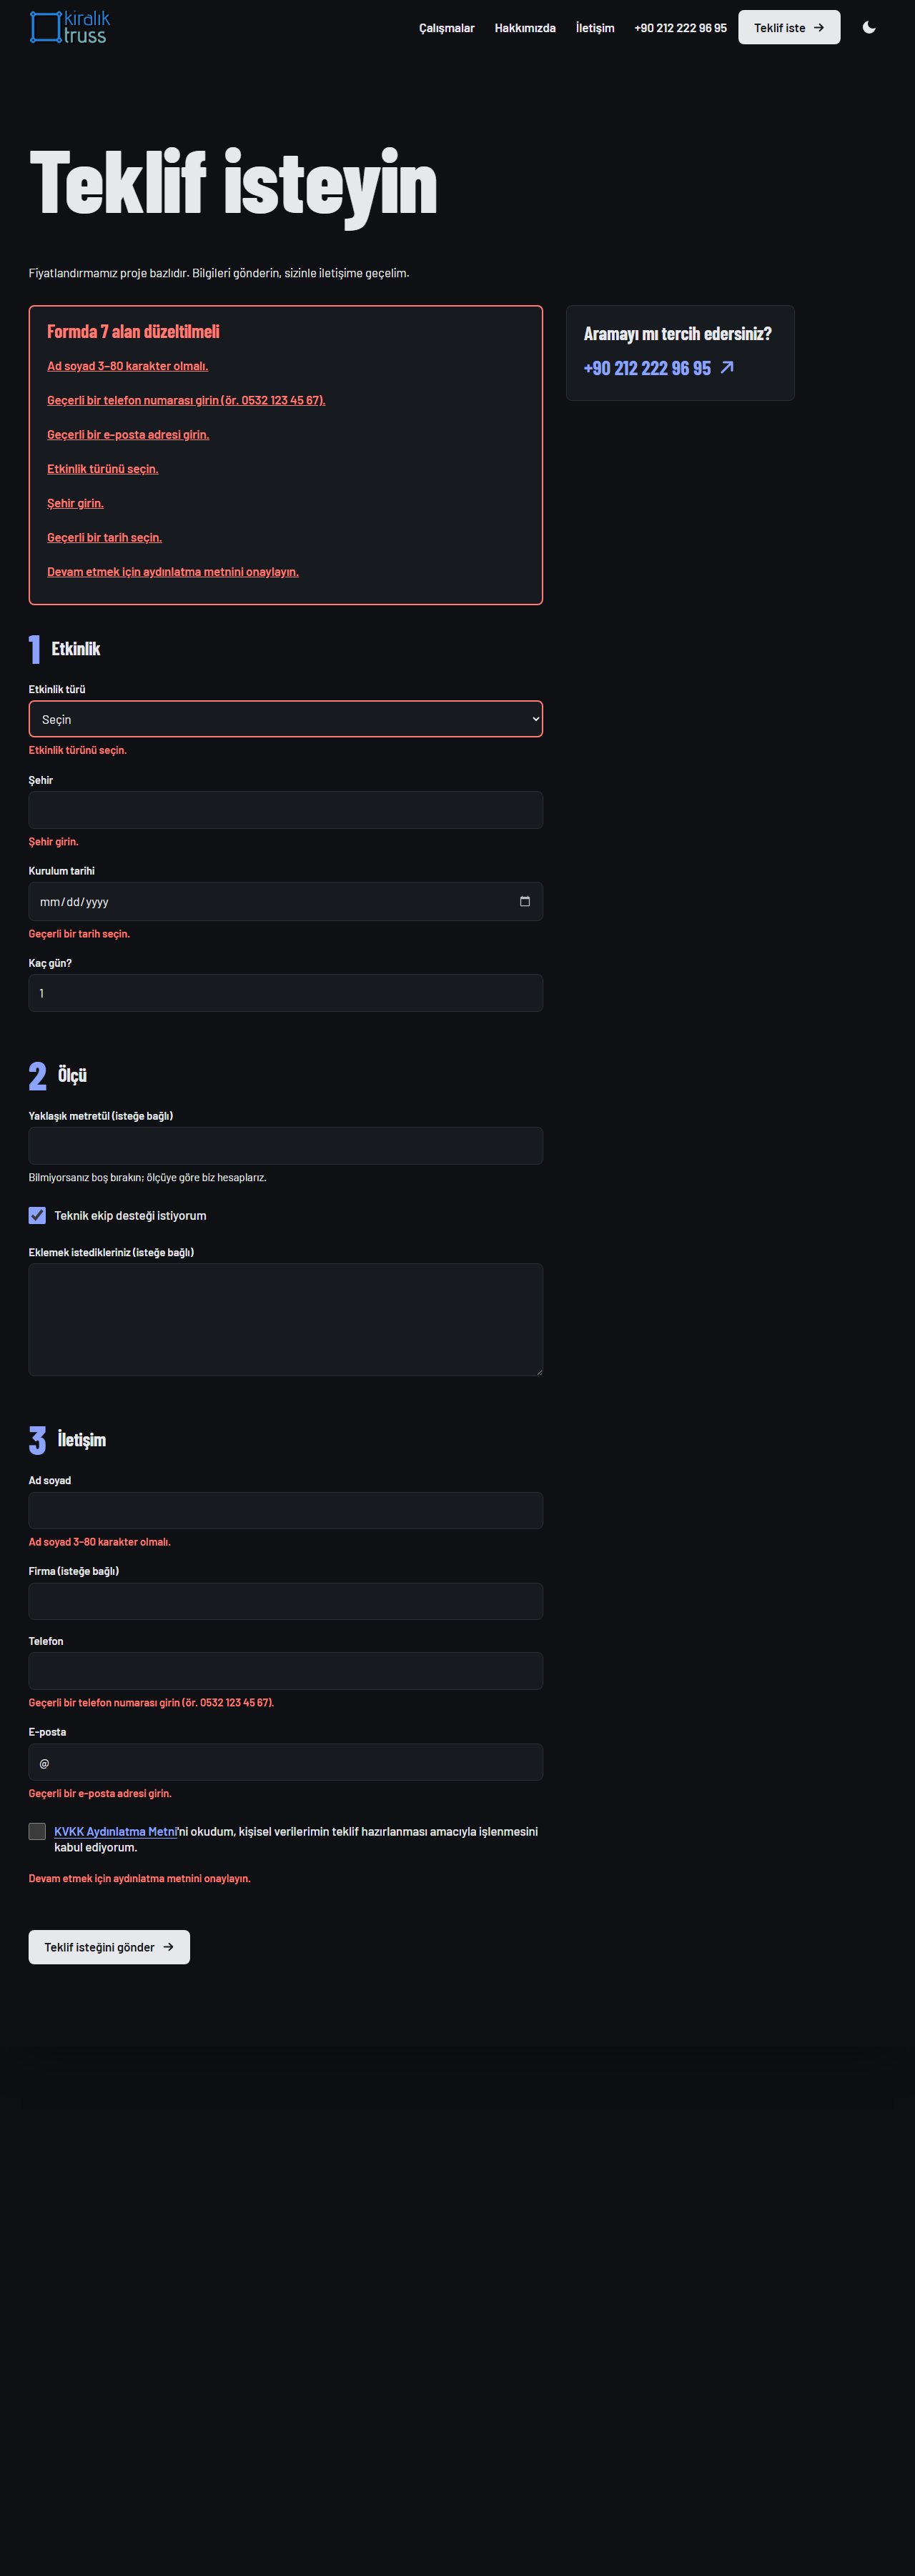 kiralık
truss
Çalışmalar
Hakkımızda
İletişim
+90 212 222 96 95
Teklif iste
Teklif isteyin
Fiyatlandırmamız proje bazlıdır. Bilgileri gönderin, sizinle iletişime geçelim.
Formda 7 alan düzeltilmeli
Ad soyad 3–80 karakter olmalı.
Geçerli bir telefon numarası girin (ör. 0532 123 45 67).
Geçerli bir e-posta adresi girin.
Etkinlik türünü seçin.
Şehir girin.
Geçerli bir tarih seçin.
Devam etmek için aydınlatma metnini onaylayın.
Aramayı mı tercih edersiniz?
+90 212 222 96 95
1 Etkinlik
Etkinlik türü
Seçin
Etkinlik türünü seçin.
Şehir
Şehir girin.
Kurulum tarihi
mm/dd/yyyy
Geçerli bir tarih seçin.
Kaç gün?
1
2 Ölçü
Yaklaşık metretül (isteğe bağlı)
Bilmiyorsanız boş bırakın; ölçüye göre biz hesaplarız.
Teknik ekip desteği istiyorum
Eklemek istedikleriniz (isteğe bağlı)
3 İletişim
Ad soyad
Ad soyad 3–80 karakter olmalı.
Firma (isteğe bağlı)
Telefon
Geçerli bir telefon numarası girin (ör. 0532 123 45 67).
E-posta
@
Geçerli bir e-posta adresi girin.
KVKK Aydınlatma Metni'ni okudum, kişisel verilerimin teklif hazırlanması amacıyla işlenmesini
kabul ediyorum.
Devam etmek için aydınlatma metnini onaylayın.
Teklif isteğini gönder